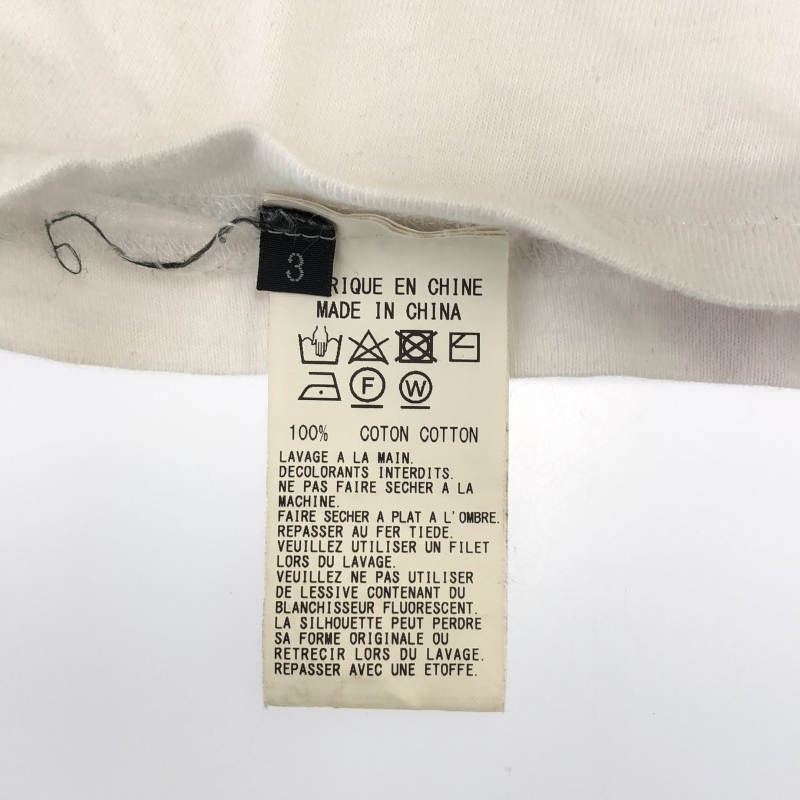 3
RIQUE EN CHINE
MADE IN CHINA
F W
100% COTON COTTON
LAVAGE A LA MAIN.
DECOLORANTS INTERDITS.
NE PAS FAIRE SECHER A LA
MACHINE.
FAIRE SECHER A PLAT A L'OMBRE.
REPASSER AU FER TIEDE.
VEUILLEZ UTILISER UN FILET
LORS DU LAVAGE.
VEUILLEZ NE PAS UTILISER
DE LESSIVE CONTENANT DU
BLANCHISSEUR FLUORESCENT.
LA SILHOUETTE PEUT PERDRE
SA FORME ORIGINALE OU
RETRECIR LORS DU LAVAGE.
REPASSER AVEC UNE ETOFFE.